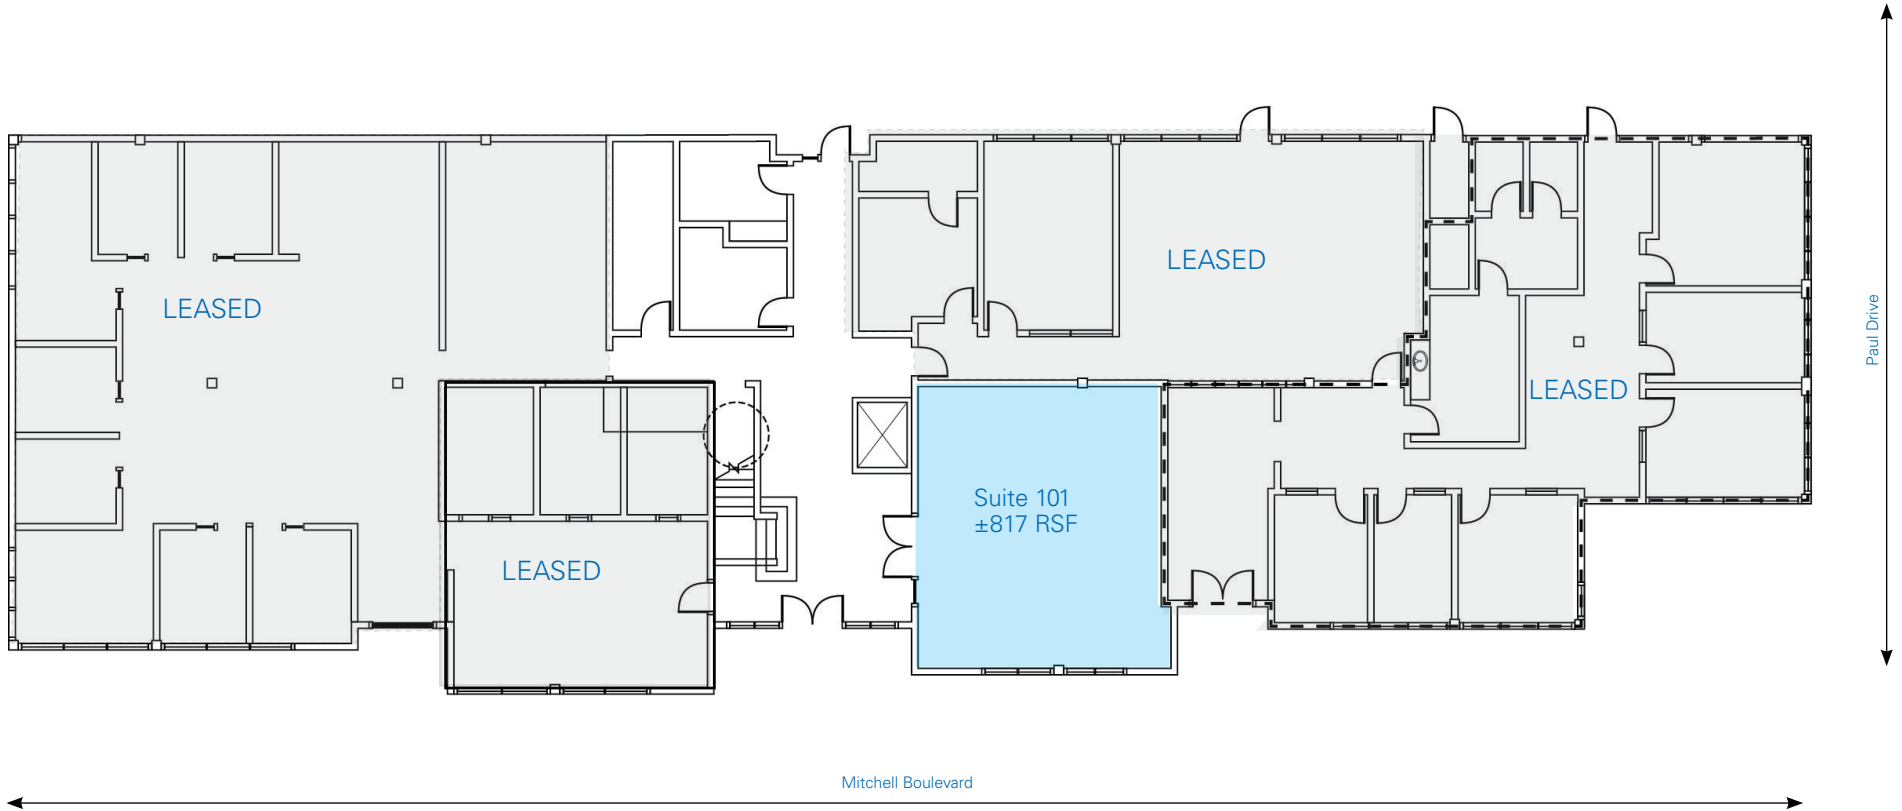 LEASED
LEASED
LEASED
LEASED
Suite 101
±817 RSF
Paul Drive
Mitchell Boulevard